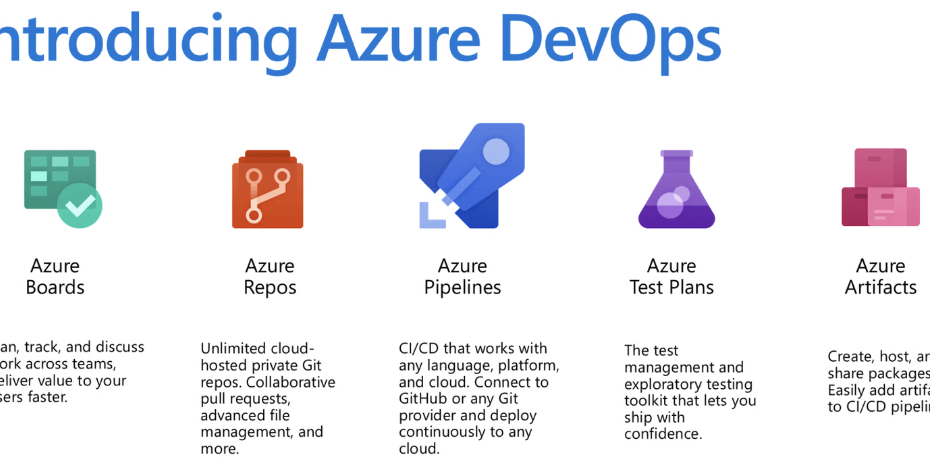 ntroducing Azure DevOps
Azure
Boards
an, track, and discuss
ork across teams,
eliver value to your
sers faster.
Azure
Repos
Unlimited cloud-
hosted private Git
repos. Collaborative
pull requests,
advanced file
management, and
more.
Azure
Pipelines
CI/CD that works with
any language, platform,
and cloud. Connect to
GitHub or any Git
provider and deploy
continuously to any
cloud.
Azure
Test Plans
The test
management and
exploratory testing
toolkit that lets you
ship with
confidence.
Azure
Artifacts
Create, host, an
share packages
Easily add artifa
to CI/CD pipelin